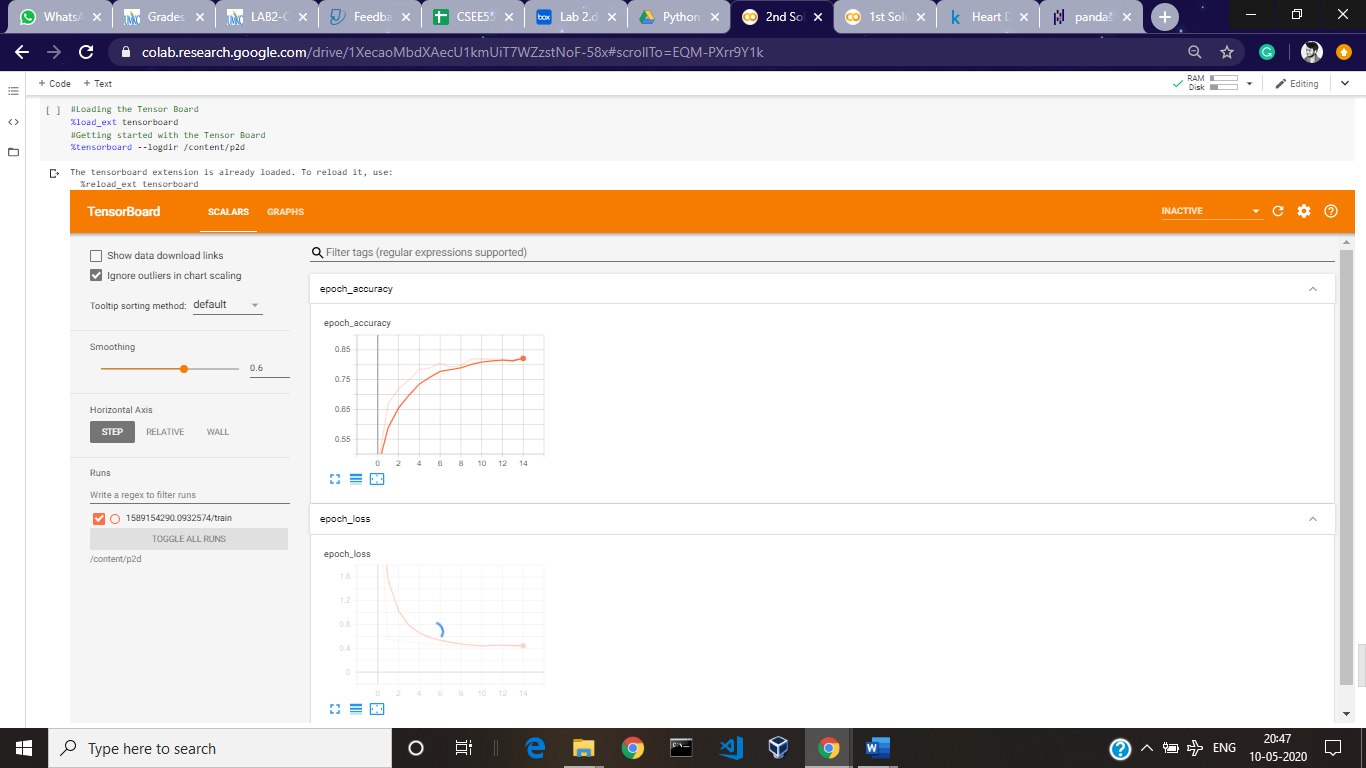 WhatsA
Grades
LAB2-C
Feedba
CSEE55
Lab 2.d
Python
2nd So
1st Sol
Heart D
panda
colab.research.google.com/drive/1XecaoMbdXAecU1kmUiT7WZzstNoF-58x#scrollTo=EQM-PXrr9Y1k
+ Code + Text
RAM
Disk
Editing
[ ] #Loading the Tensor Board
%load_ext tensorboard
#Getting started with the Tensor Board
%tensorboard --logdir /content/p2d
The tensorboard extension is already loaded. To reload it, use:
%reload_ext tensorboard
TensorBoard
SCALARS
GRAPHS
INACTIVE
Show data download links
Ignore outliers in chart scaling
Tooltip sorting method: default
Smoothing
0.6
Horizontal Axis
STEP RELATIVE WALL
Runs
Write a regex to filter runs
1589154290.0932574/train
TOGGLE ALL RUNS
/content/p2d
Filter tags (regular expressions supported)
epoch_accuracy
epoch_accuracy
0.85
0.75
0.65
0.55
0 2 4 6 8 10 12 14
epoch_loss
epoch_loss
1.8
1.2
0.8
0.4
0
0 2 4 6 8 10 12 14
Type here to search
ENG
20:47
10-05-2020